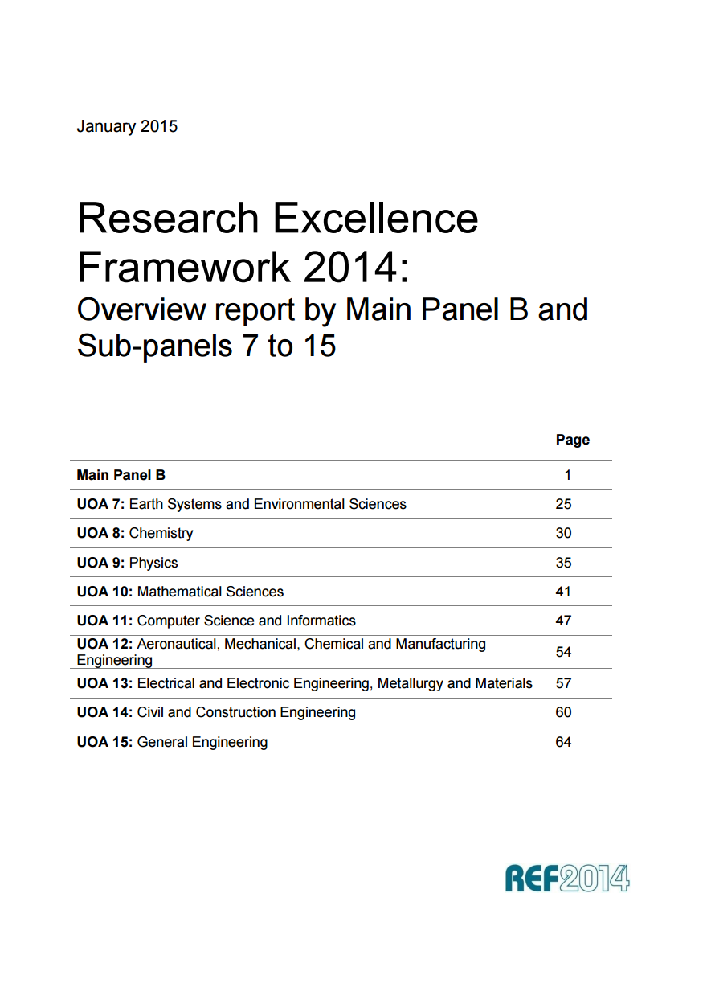 January 2015
Research Excellence
Framework 2014:
Overview report by Main Panel B and
Sub-panels 7 to 15
Page
Main Panel B 1
UOA 7: Earth Systems and Environmental Sciences 25
UOA 8: Chemistry 30
UOA 9: Physics 35
UOA 10: Mathematical Sciences 41
UOA 11: Computer Science and Informatics 47
UOA 12: Aeronautical, Mechanical, Chemical and Manufacturing
Engineering 54
UOA 13: Electrical and Electronic Engineering, Metallurgy and Materials 57
UOA 14: Civil and Construction Engineering 60
UOA 15: General Engineering 64
REF2014